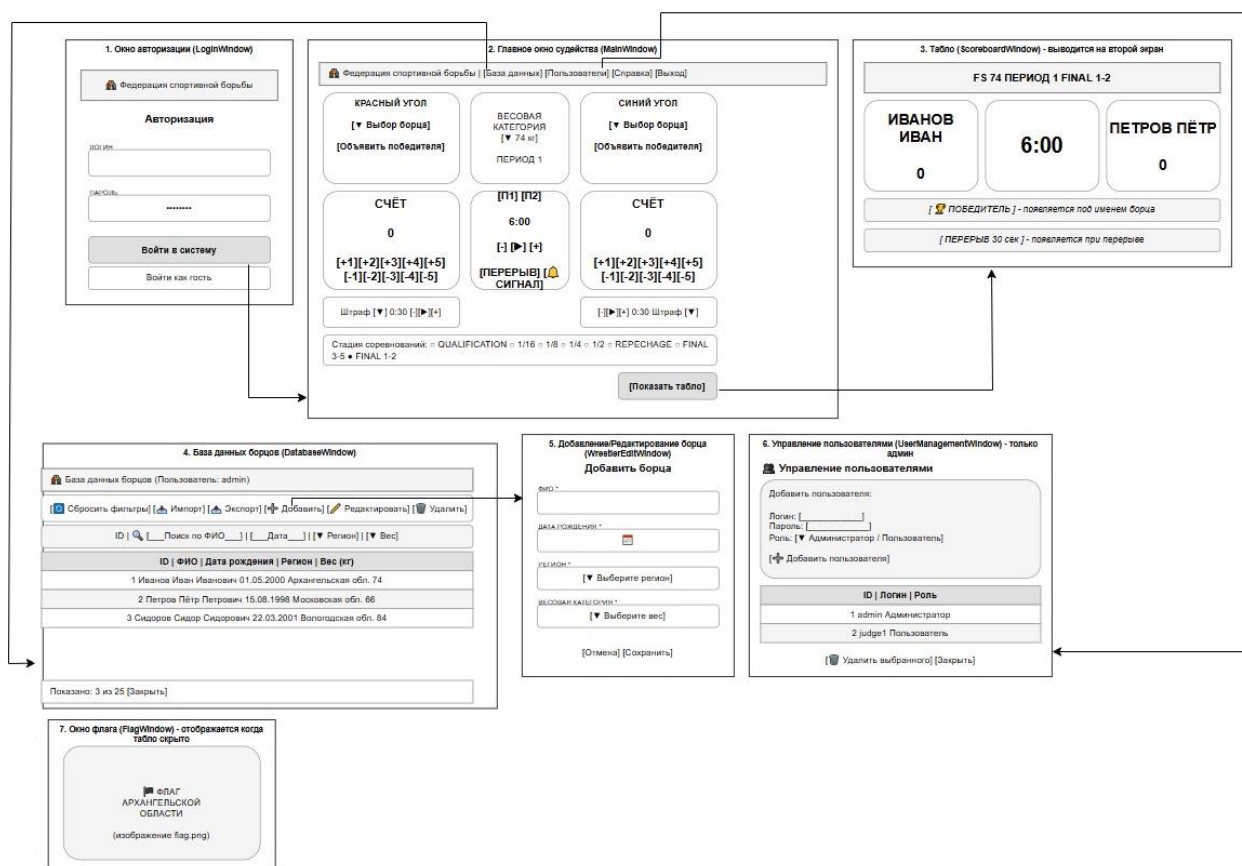 1. Окно авторизации (LoginWindow)
Федерация спортивной борьбы
Авторизация
ЛОГИН
ПАРОЛЬ
••••••••
Войти в систему
Войти как гость
2. Главное окно судейства (MainWindow)
Федерация спортивной борьбы | [База данных] [Пользователи] [Справка] [Выход]
КРАСНЫЙ УГОЛ
[▼ Выбор борца]
[Объявить победителя]
ВЕСОВАЯ
КАТЕГОРИЯ
[▼ 74 кг]
ПЕРИОД 1
СИНИЙ УГОЛ
[▼ Выбор борца]
[Объявить победителя]
СЧЁТ
0
[+1][+2][+3][+4][+5]
[-1][-2][-3][-4][-5]
[П1] [П2]
6:00
[-] [▶] [+]
[ПЕРЕРЫВ] [🔔
СИГНАЛ]
СЧЁТ
0
[+1][+2][+3][+4][+5]
[-1][-2][-3][-4][-5]
Штраф [▼] 0:30 [-][▶][+]
[-][▶][+] 0:30 Штраф [▼]
Стадия соревнований: ○ QUALIFICATION ○ 1/16 ○ 1/8 ○ 1/4 ○ 1/2 ○ REPECHAGE ○ FINAL
3-5 ● FINAL 1-2
[Показать табло]
3. Табло (ScoreboardWindow) - выводится на второй экран
FS 74 ПЕРИОД 1 FINAL 1-2
ИВАНОВ
ИВАН
0
6:00
ПЕТРОВ ПЁТР
0
[ 🏆 ПОБЕДИТЕЛЬ ] - появляется под именем борца
[ ПЕРЕРЫВ 30 сек ] - появляется при перерыве
4. База данных борцов (DatabaseWindow)
База данных борцов (Пользователь: admin)
[🔄 Сбросить фильтры] [📥 Импорт] [📤 Экспорт] [➕ Добавить] [✏️ Редактировать] [🗑 Удалить]
ID | 🔍 [___Поиск по ФИО___] | [___Дата___] | [▼ Регион] | [▼ Вес]
ID | ФИО | Дата рождения | Регион | Вес (кг)
1 Иванов Иван Иванович 01.05.2000 Архангельская обл. 74
2 Петров Пётр Петрович 15.08.1998 Московская обл. 66
3 Сидоров Сидор Сидорович 22.03.2001 Вологодская обл. 84
Показано: 3 из 25 [Закрыть]
5. Добавление/Редактирование борца
(WrestlerEditWindow)
Добавить борца
ФИО *
ДАТА РОЖДЕНИЯ *
РЕГИОН *
[▼ Выберите регион]
ВЕСОВАЯ КАТЕГОРИЯ *
[▼ Выберите вес]
[Отмена] [Сохранить]
6. Управление пользователями (UserManagementWindow) - только
админ
👥 Управление пользователями
Добавить пользователя:
Логин: [____________]
Пароль: [____________]
Роль: [▼ Администратор / Пользователь]
[➕ Добавить пользователя]
ID | Логин | Роль
1 admin Администратор
2 judge1 Пользователь
[🗑 Удалить выбранного] [Закрыть]
7. Окно флага (FlagWindow) - отображается когда
табло скрыто
🏴 ФЛАГ
АРХАНГЕЛЬСКОЙ
ОБЛАСТИ
(изображение flag.png)